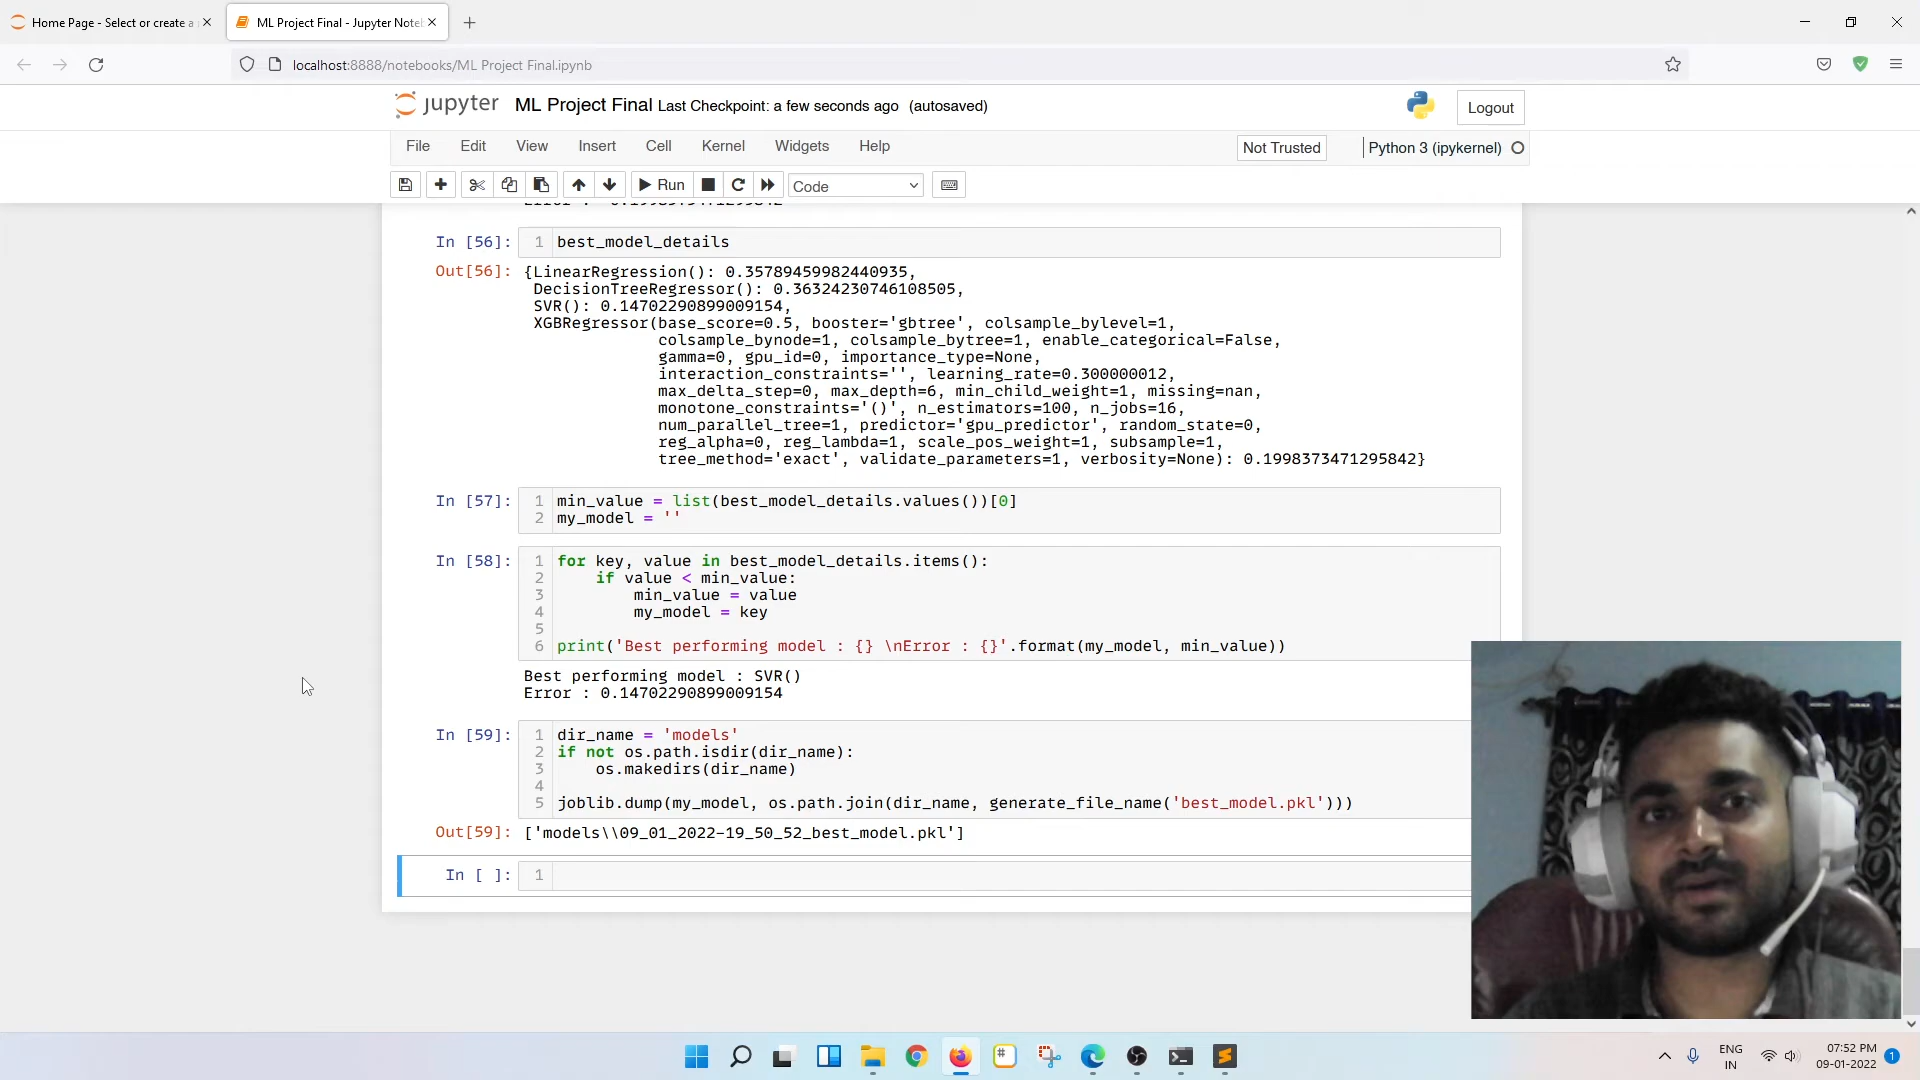 Home Page - Select or create a
ML Project Final - Jupyter Note
localhost:8888/notebooks/ML Project Final.ipynb
jupyter ML Project Final Last Checkpoint: a few seconds ago (autosaved)
Logout
File Edit View Insert Cell Kernel Widgets Help
Not Trusted
Python 3 (ipykernel)
Run
Code
In [56]: 1 best_model_details
Out[56]: {LinearRegression(): 0.35789459982440935,
DecisionTreeRegressor(): 0.36324230746108505,
SVR(): 0.14702290899009154,
XGBRegressor(base_score=0.5, booster='gbtree', colsample_bylevel=1,
colsample_bynode=1, colsample_bytree=1, enable_categorical=False,
gamma=0, gpu_id=0, importance_type=None,
interaction_constraints='', learning_rate=0.300000012,
max_delta_step=0, max_depth=6, min_child_weight=1, missing=nan,
monotone_constraints='()', n_estimators=100, n_jobs=16,
num_parallel_tree=1, predictor='gpu_predictor', random_state=0,
reg_alpha=0, reg_lambda=1, scale_pos_weight=1, subsample=1,
tree_method='exact', validate_parameters=1, verbosity=None): 0.1998373471295842}
In [57]: 1 min_value = list(best_model_details.values())[0]
2 my_model = ''
In [58]: 1 for key, value in best_model_details.items():
2 if value < min_value:
3 min_value = value
4 my_model = key
5
6 print('Best performing model : {} \nError : {}'.format(my_model, min_value))
Best performing model : SVR()
Error : 0.14702290899009154
In [59]: 1 dir_name = 'models'
2 if not os.path.isdir(dir_name):
3 os.makedirs(dir_name)
4
5 joblib.dump(my_model, os.path.join(dir_name, generate_file_name('best_model.pkl')))
Out[59]: ['models\\09_01_2022-19_50_52_best_model.pkl']
In [ ]: 1
ENG
IN
07:52 PM
09-01-2022
1